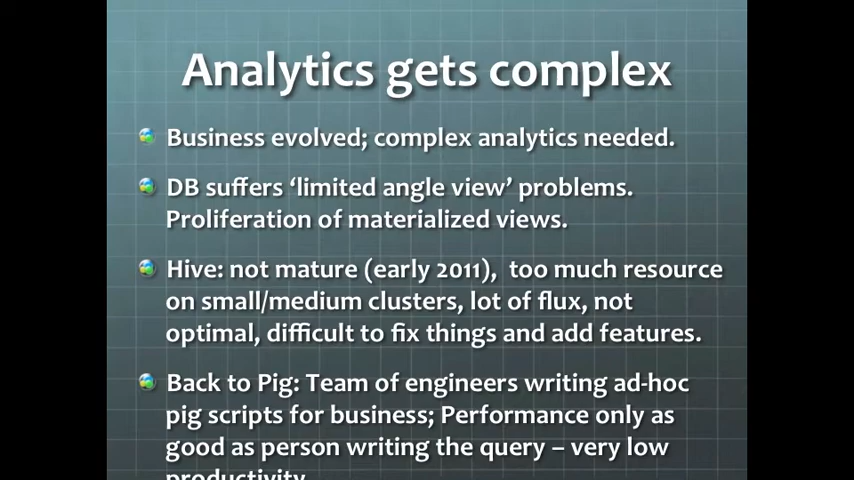 Analytics gets complex
Business evolved; complex analytics needed.
DB suffers ‘limited angle view’ problems.
Proliferation of materialized views.
Hive: not mature (early 2011),  too much resource
on small/medium clusters, lot of flux, not
optimal, difficult to fix things and add features.
Back to Pig: Team of engineers writing ad-hoc
pig scripts for business; Performance only as
good as person writing the query – very low
productivity.